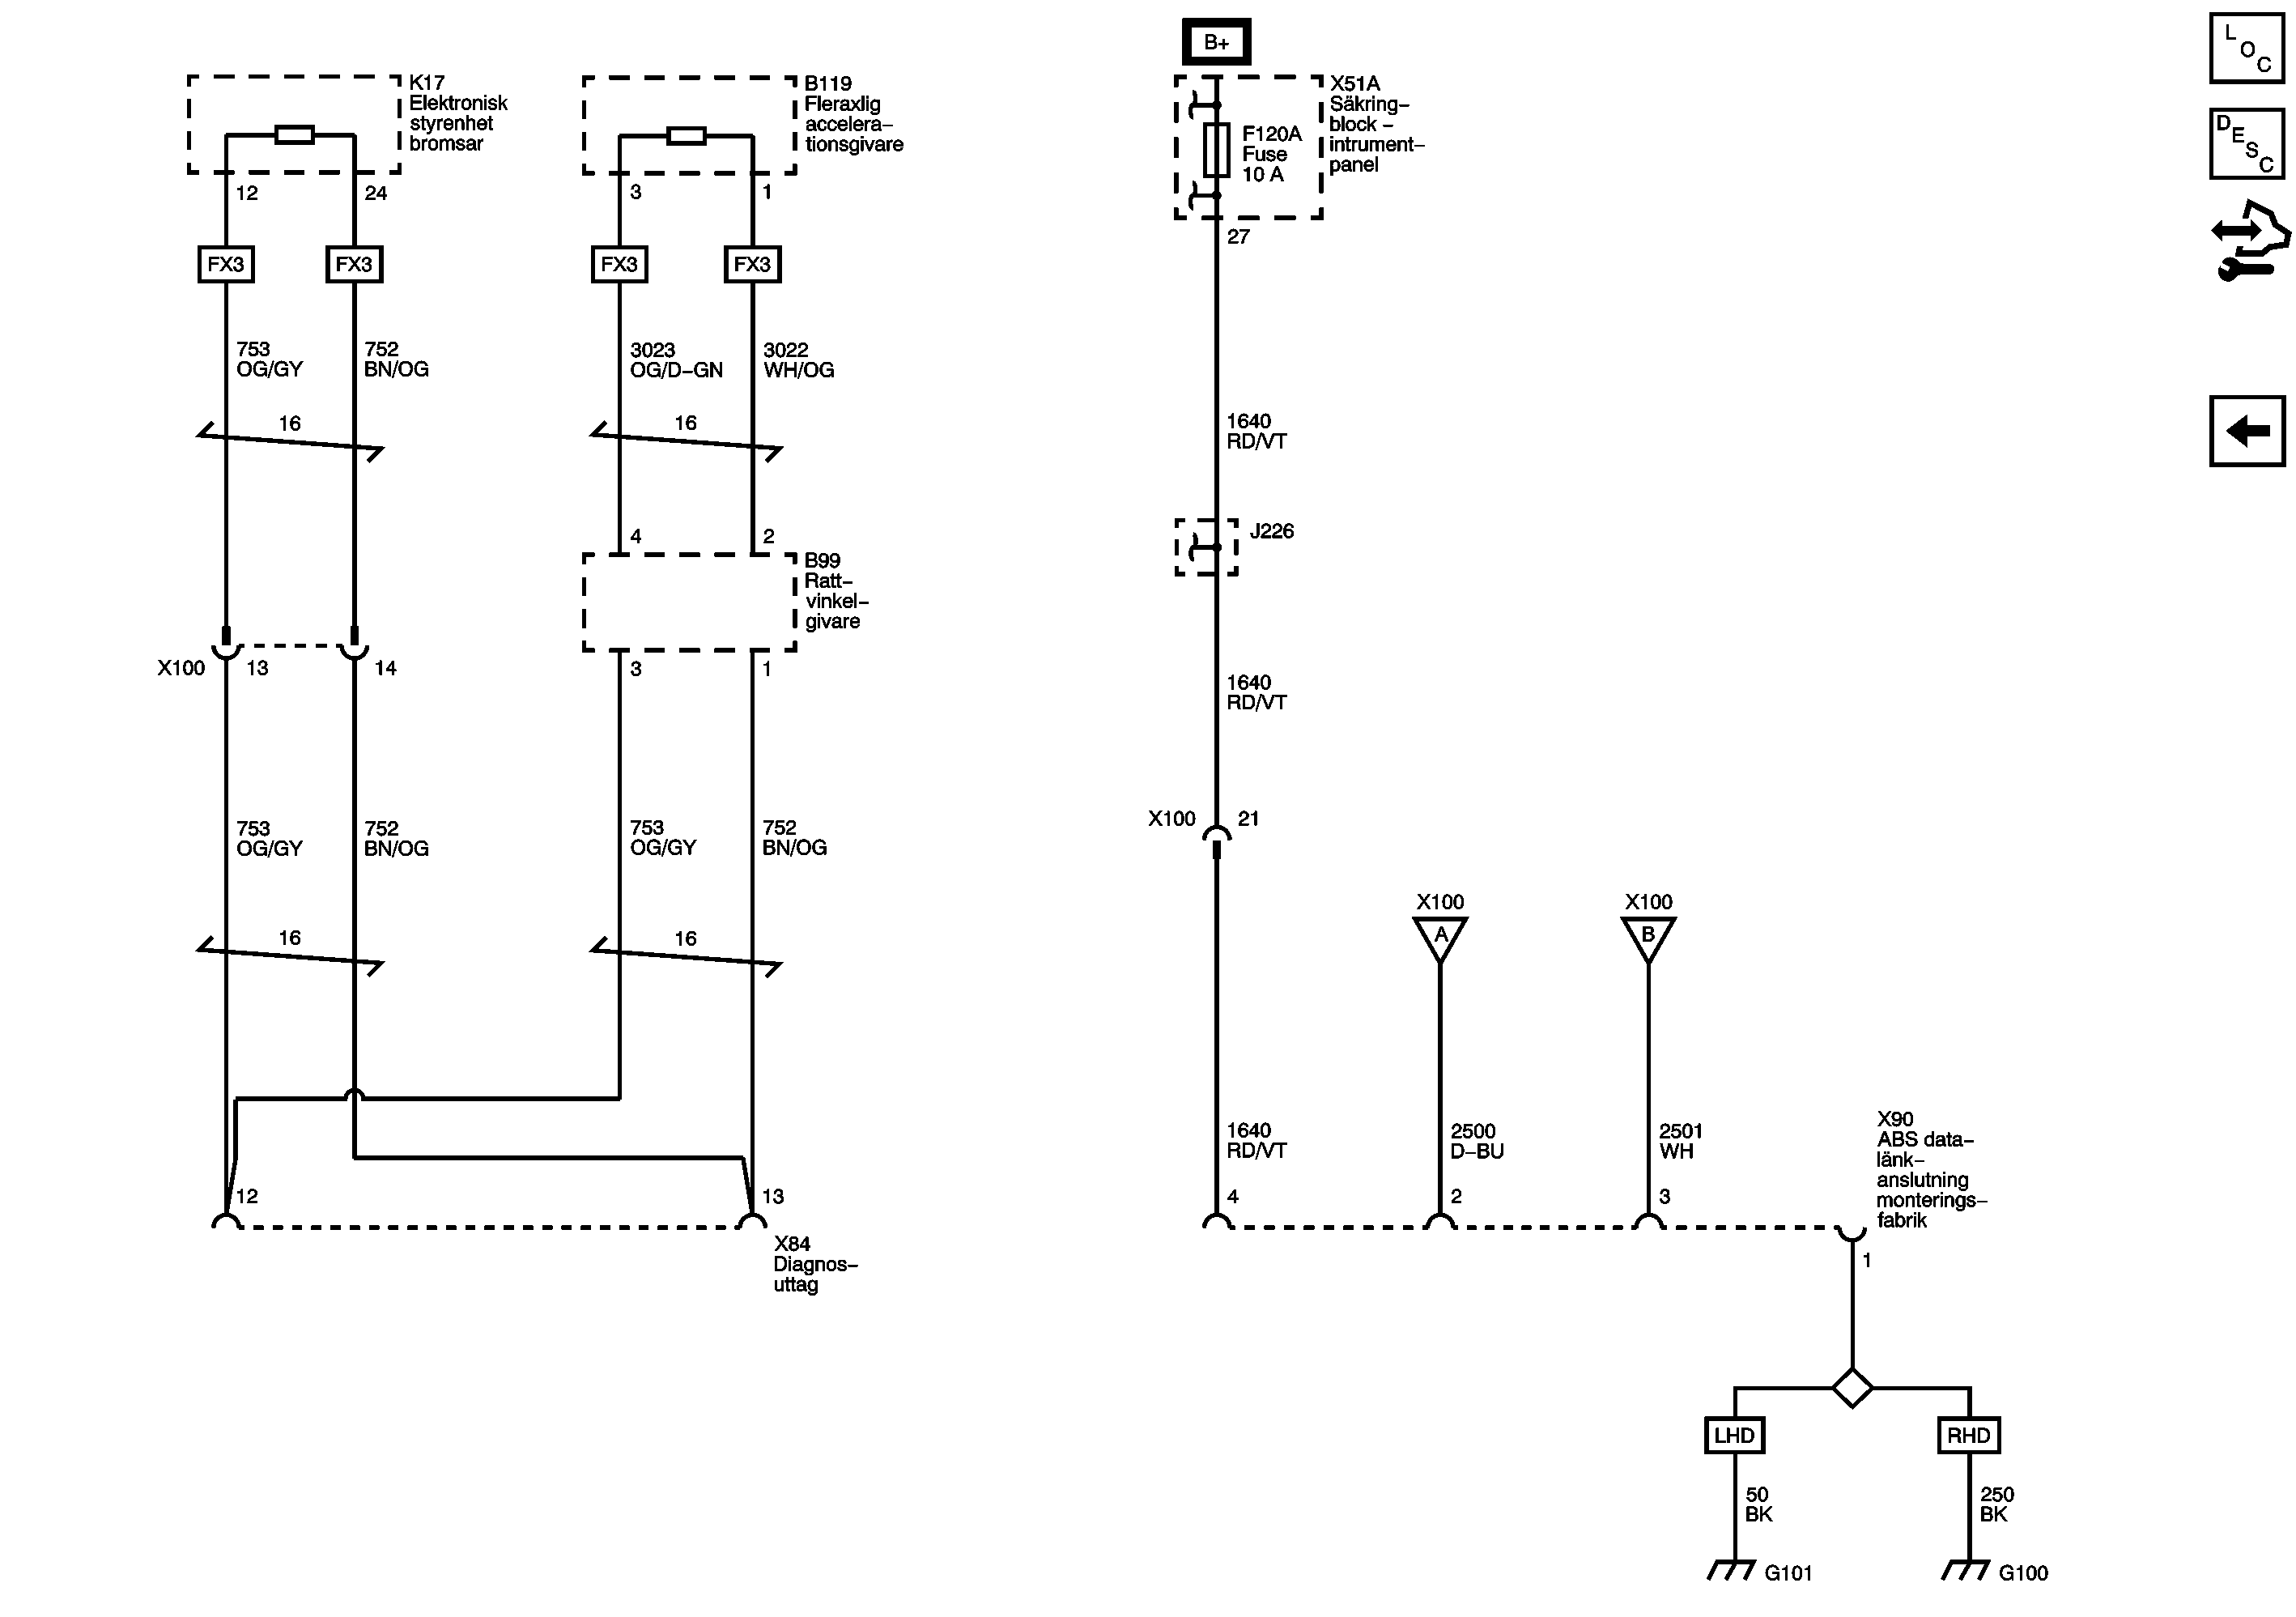 B+
L
O
C
K17
Elektronisk
styrenhet
bromsar
B119
Fleraxlig
accelera–
tionsgivare
X51A
Säkring–
block –
intrument–
panel
F120A
Fuse
10 A
D
E
S
C
12
24
3
1
27
FX3
FX3
FX3
FX3
753
OG/GY
752
BN/OG
3023
OG/D–GN
3022
WH/OG
16
16
1640
RD/VT
4
2
J226
B99
Ratt–
vinkel–
givare
X100
13
14
3
1
1640
RD/VT
X100
21
753
OG/GY
752
BN/OG
753
OG/GY
752
BN/OG
16
16
X100
A
X100
B
1640
RD/VT
2500
D–BU
2501
WH
X90
ABS data–
länk–
anslutning
monterings–
fabrik
12
13
4
2
3
X84
Diagnos–
uttag
1
LHD
RHD
50
BK
250
BK
G101
G100